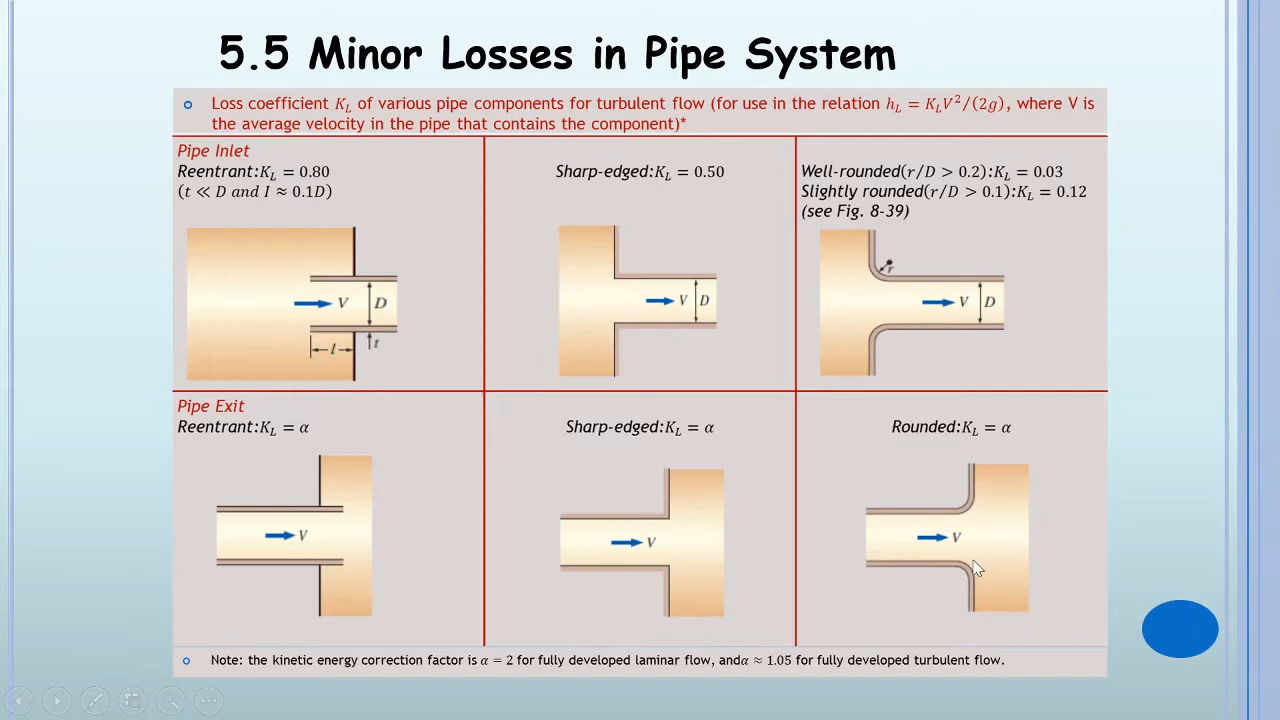 5.5 Minor Losses in Pipe System
Loss coefficient K_L of various pipe components for turbulent flow (for use in the relation h_L = K_L V²/(2g), where V is
the average velocity in the pipe that contains the component)*
Pipe Inlet
Reentrant:K_L = 0.80
(t ≪ D and I ≈ 0.1D)
V
D
l
t
Sharp-edged:K_L = 0.50
V
D
Well-rounded(r/D > 0.2):K_L = 0.03
Slightly rounded(r/D > 0.1):K_L = 0.12
(see Fig. 8-39)
r
V
D
Pipe Exit
Reentrant:K_L = α
V
Sharp-edged:K_L = α
V
Rounded:K_L = α
V
Note: the kinetic energy correction factor is α = 2 for fully developed laminar flow, andα ≈ 1.05 for fully developed turbulent flow.